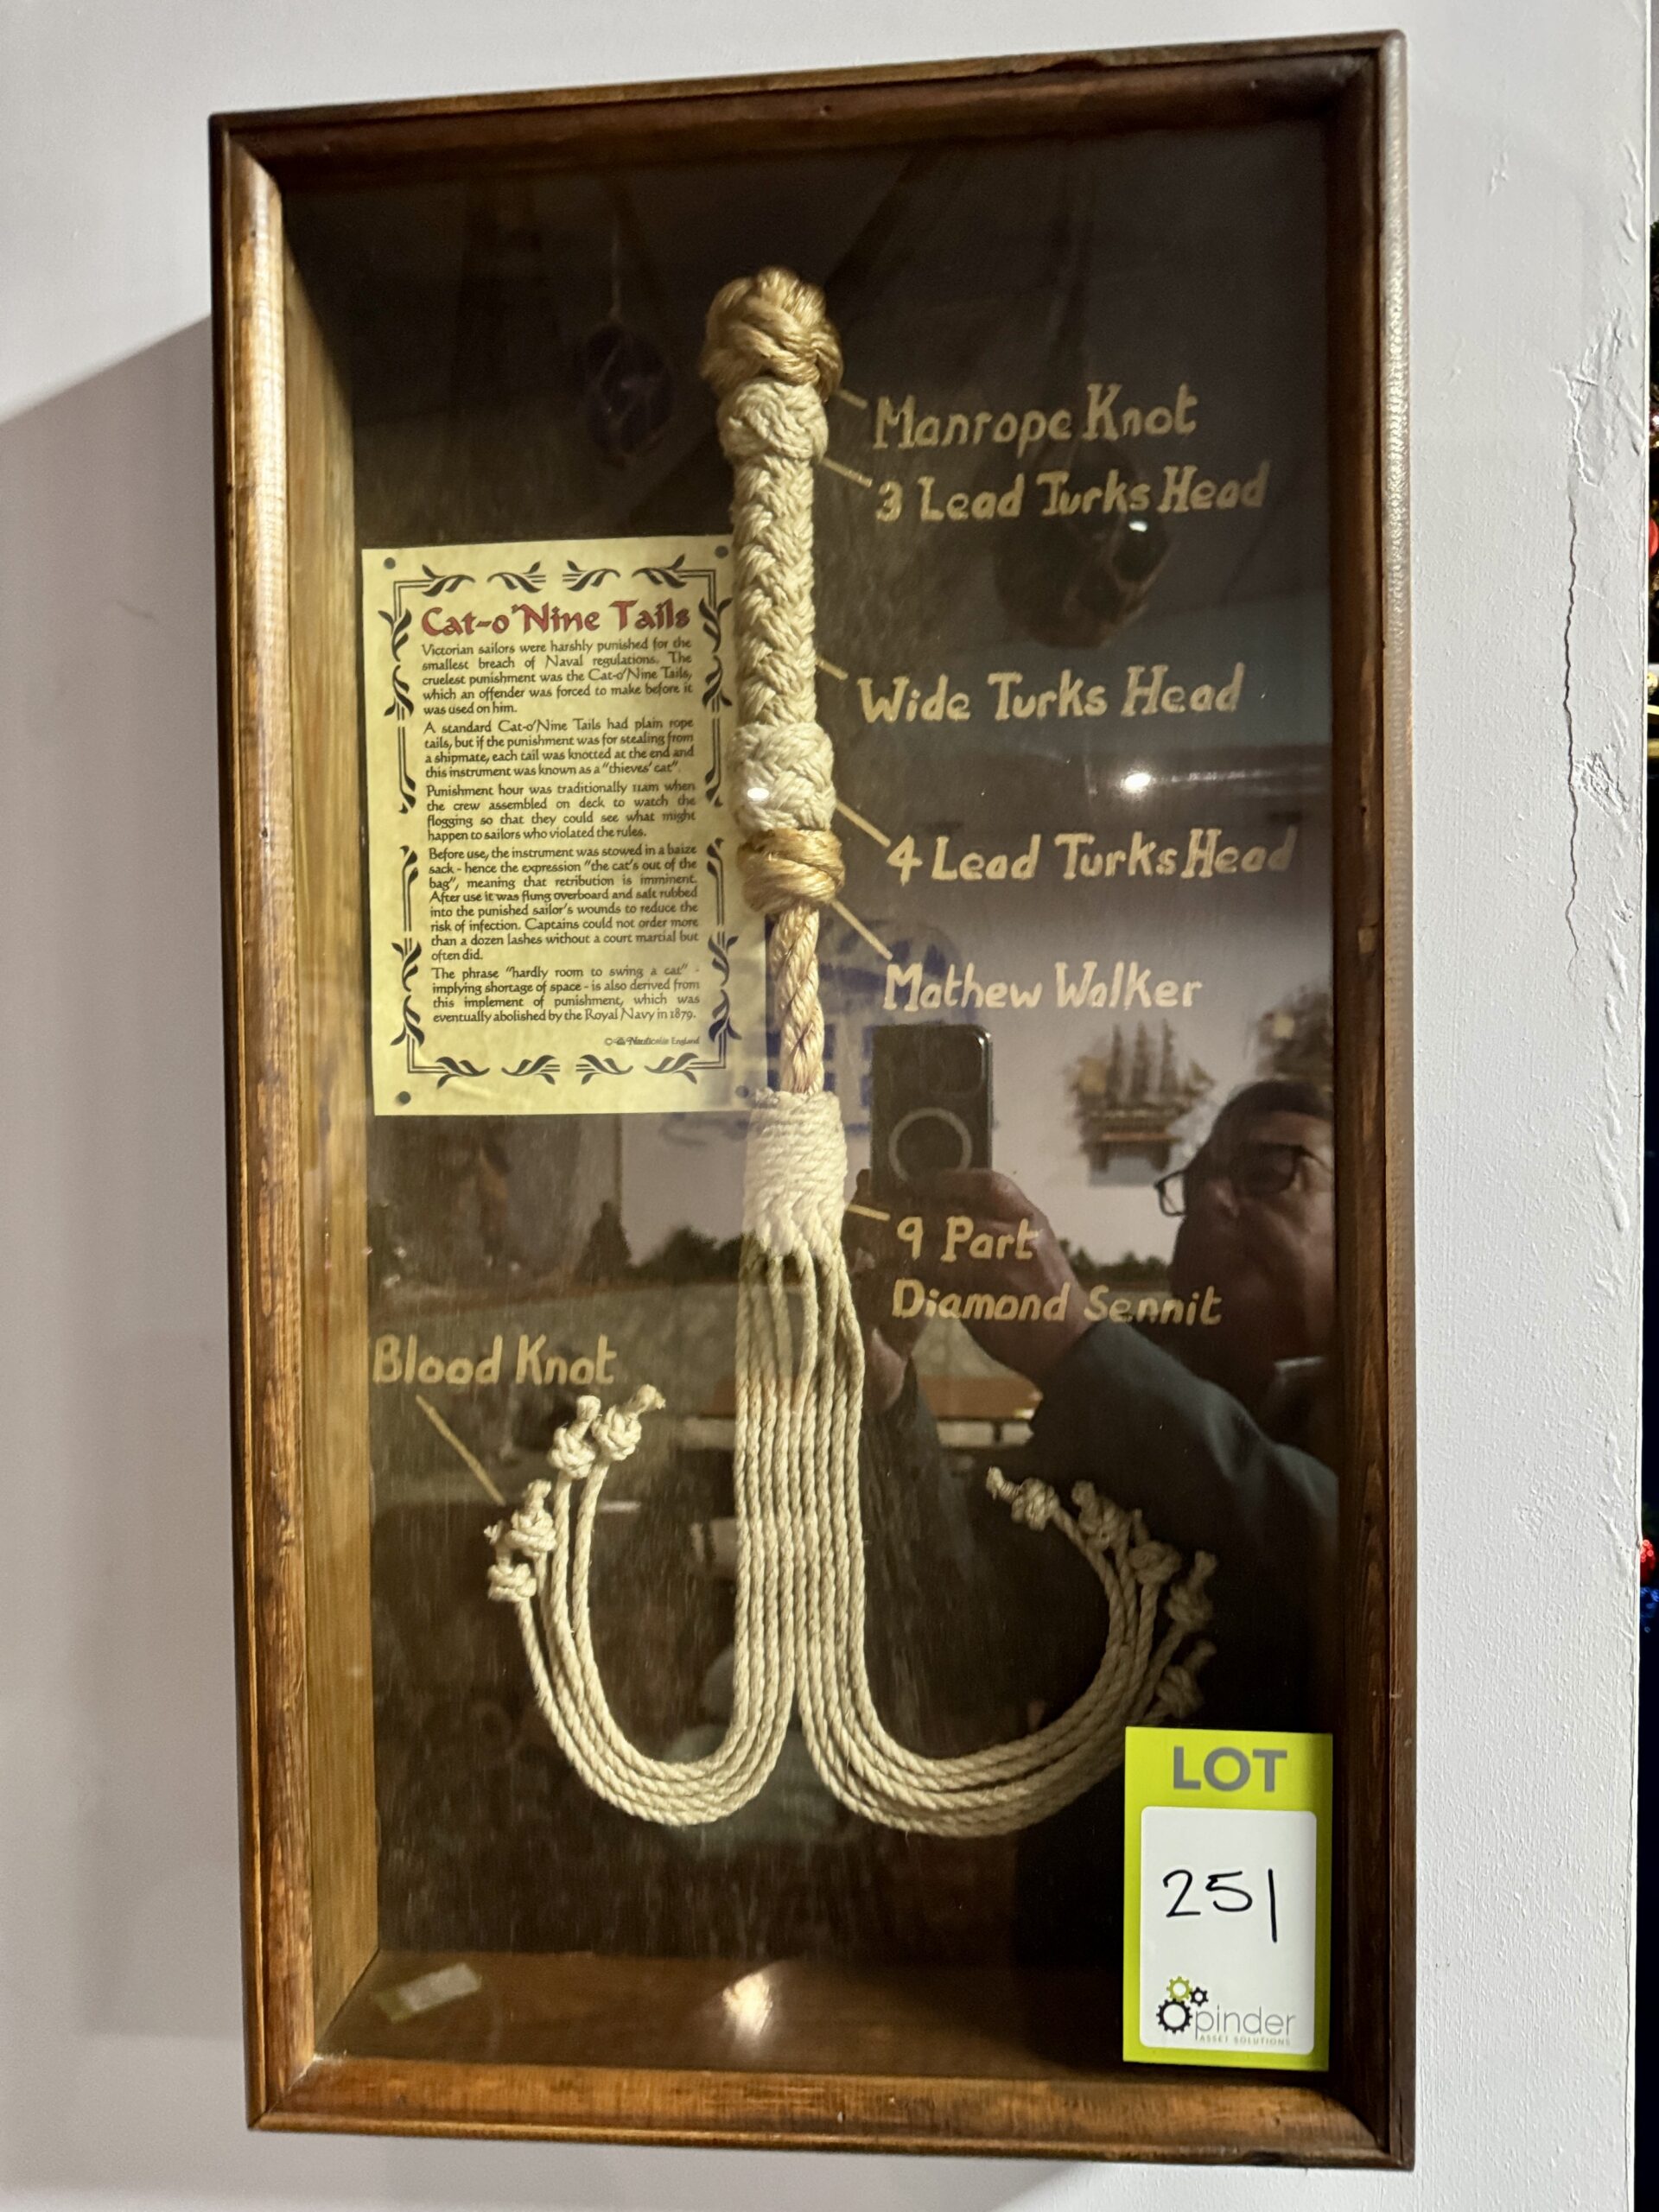 Manrope Knot
3 Lead Turks Head
Cat-o'Nine Tails
Victorian sailors were harshly punished for the
smallest breach of Naval regulations. The
cruelest punishment was the Cat-o'Nine Tails,
which an offender was forced to make before it
was used on him.
A standard Cat-o'Nine Tails had plain rope
tails, but if the punishment was for stealing from
a shipmate, each tail was knotted at the end and
this instrument was known as a "thieves' cat".
Punishment hour was traditionally 11am when
the crew assembled on deck to watch the
flogging so that they could see what might
happen to sailors who violated the rules.
Before use, the instrument was stowed in a baize
sack - hence the expression "the cat's out of the
bag", meaning that retribution is imminent.
After use it was flung overboard and salt rubbed
into the punished sailor's wounds to reduce the
risk of infection. Captains could not order more
than a dozen lashes without a court martial but
often did.
The phrase "hardly room to swing a cat" -
implying shortage of space - is also derived from
this implement of punishment, which was
eventually abolished by the Royal Navy in 1879.
© Nauticalia England
Wide Turks Head
4 Lead Turks Head
Mathew Walker
9 Part
Diamond Sennit
Blood Knot
LOT
251
pinder
ASSET SOLUTIONS